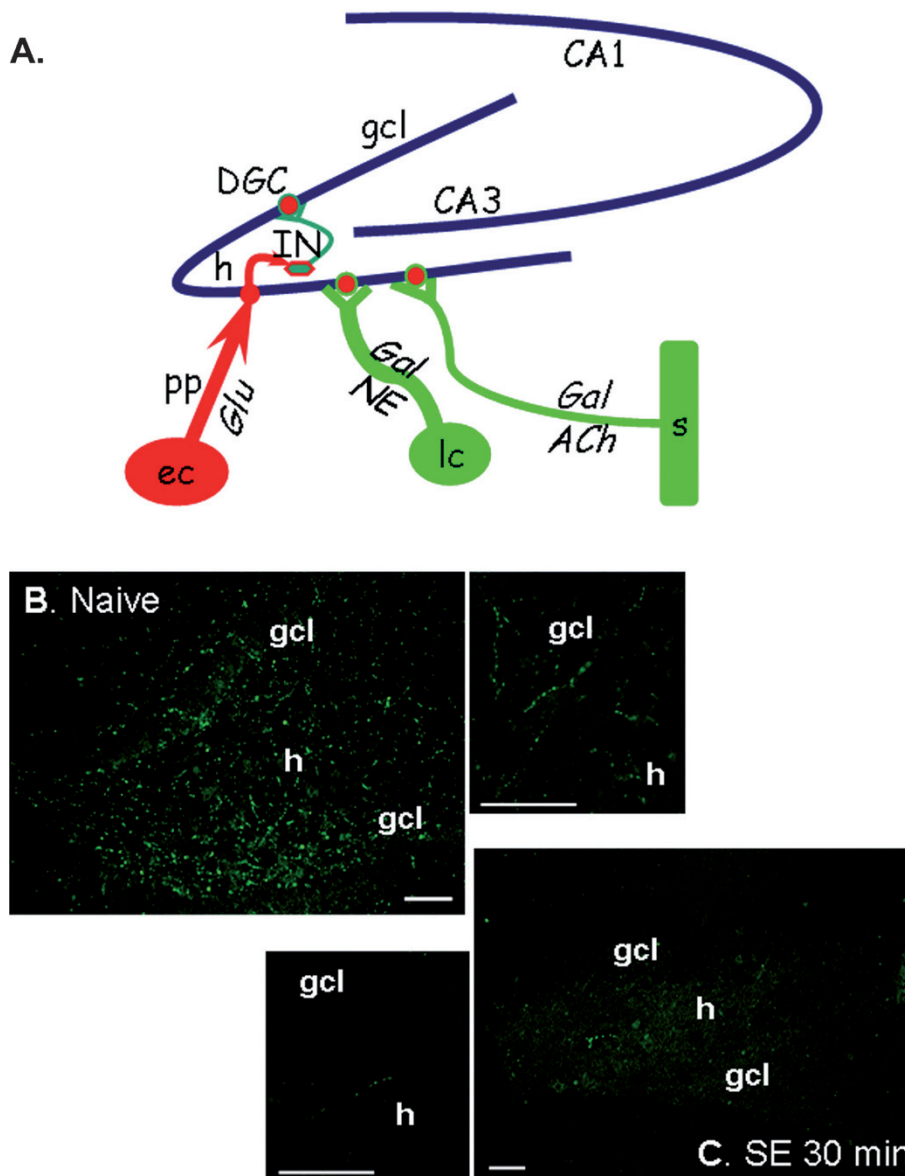 A.
CA1
gcl
DGC
CA3
IN
h
pp
Glu
Gal
NE
Gal
ACh
s
ec
lc
B. Naive
gcl
h
gcl
gcl
h
gcl
h
gcl
h
gcl
C. SE 30 min